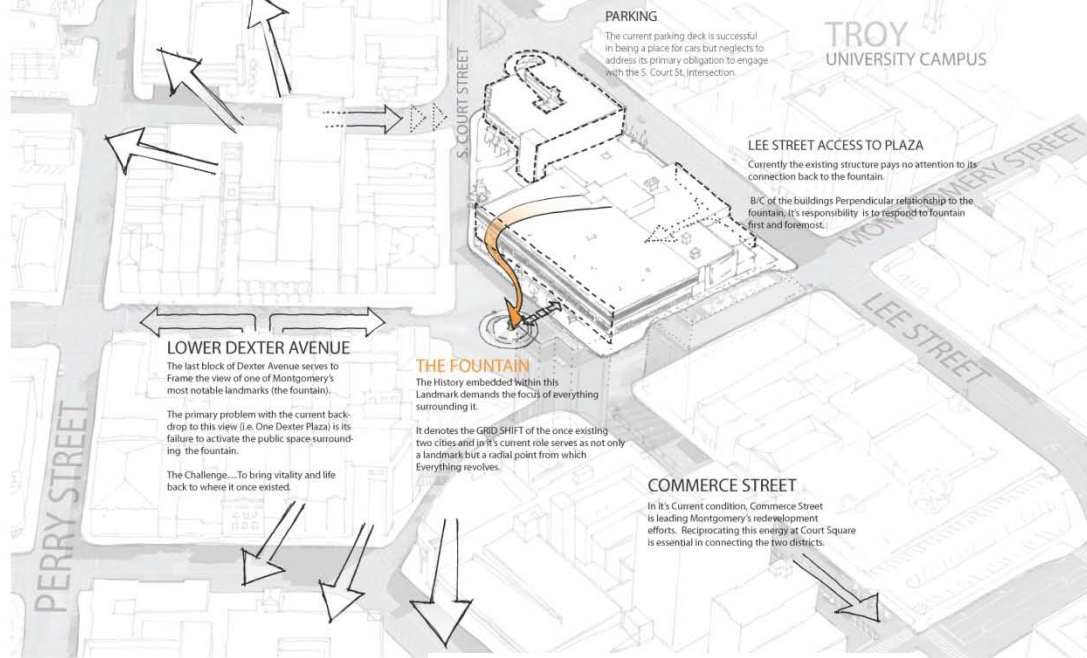 PARKING
The current parking deck is successful
in being a place for cars but neglects to
address its primary obligation to engage
with the S. Court St. Intersection.
TROY
UNIVERSITY CAMPUS
S. COURT STREET
LEE STREET ACCESS TO PLAZA
Currently the existing structure pays no attention to its
connection back to the fountain.
B/C of the buildings Perpendicular relationship to the
fountain, It's responsibility is to respond to fountain
first and foremost.
MONTGOMERY STREET
LEE STREET
LOWER DEXTER AVENUE
The last block of Dexter Avenue serves to
Frame the view of one of Montgomery's
most notable landmarks (the fountain).
The primary problem with the current back-
drop to this view (i.e. One Dexter Plaza) is its
failure to activate the public space surround-
ing the fountain.
The Challenge....To bring vitality and life
back to where it once existed.
THE FOUNTAIN
The History embedded within this
Landmark demands the focus of everything
surrounding it.
It denotes the GRID SHIFT of the once existing
two cities and in it's current role serves as not only
a landmark but a radial point from which
Everything revolves.
PERRY STREET
COMMERCE STREET
In it's Current condition, Commerce Street
is leading Montgomery's redevelopment
efforts. Reciprocating this energy at Court Square
is essential in connecting the two districts.